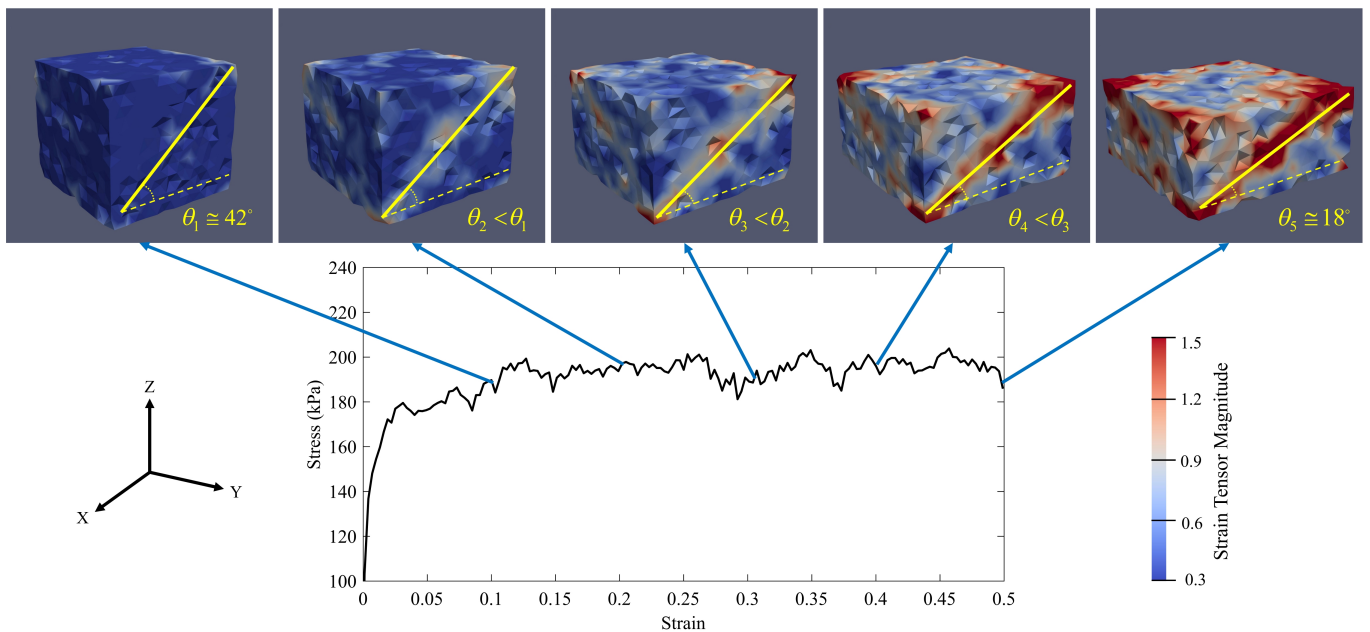 θ₁ ≅ 42°
θ₂ < θ₁
θ₃ < θ₂
θ₄ < θ₃
θ₅ ≅ 18°
240
220
200
180
160
140
120
100
Stress (kPa)
0
0.05
0.1
0.15
0.2
0.25
0.3
0.35
0.4
0.45
0.5
Strain
Z
X
Y
1.5
1.2
0.9
0.6
0.3
Strain Tensor Magnitude